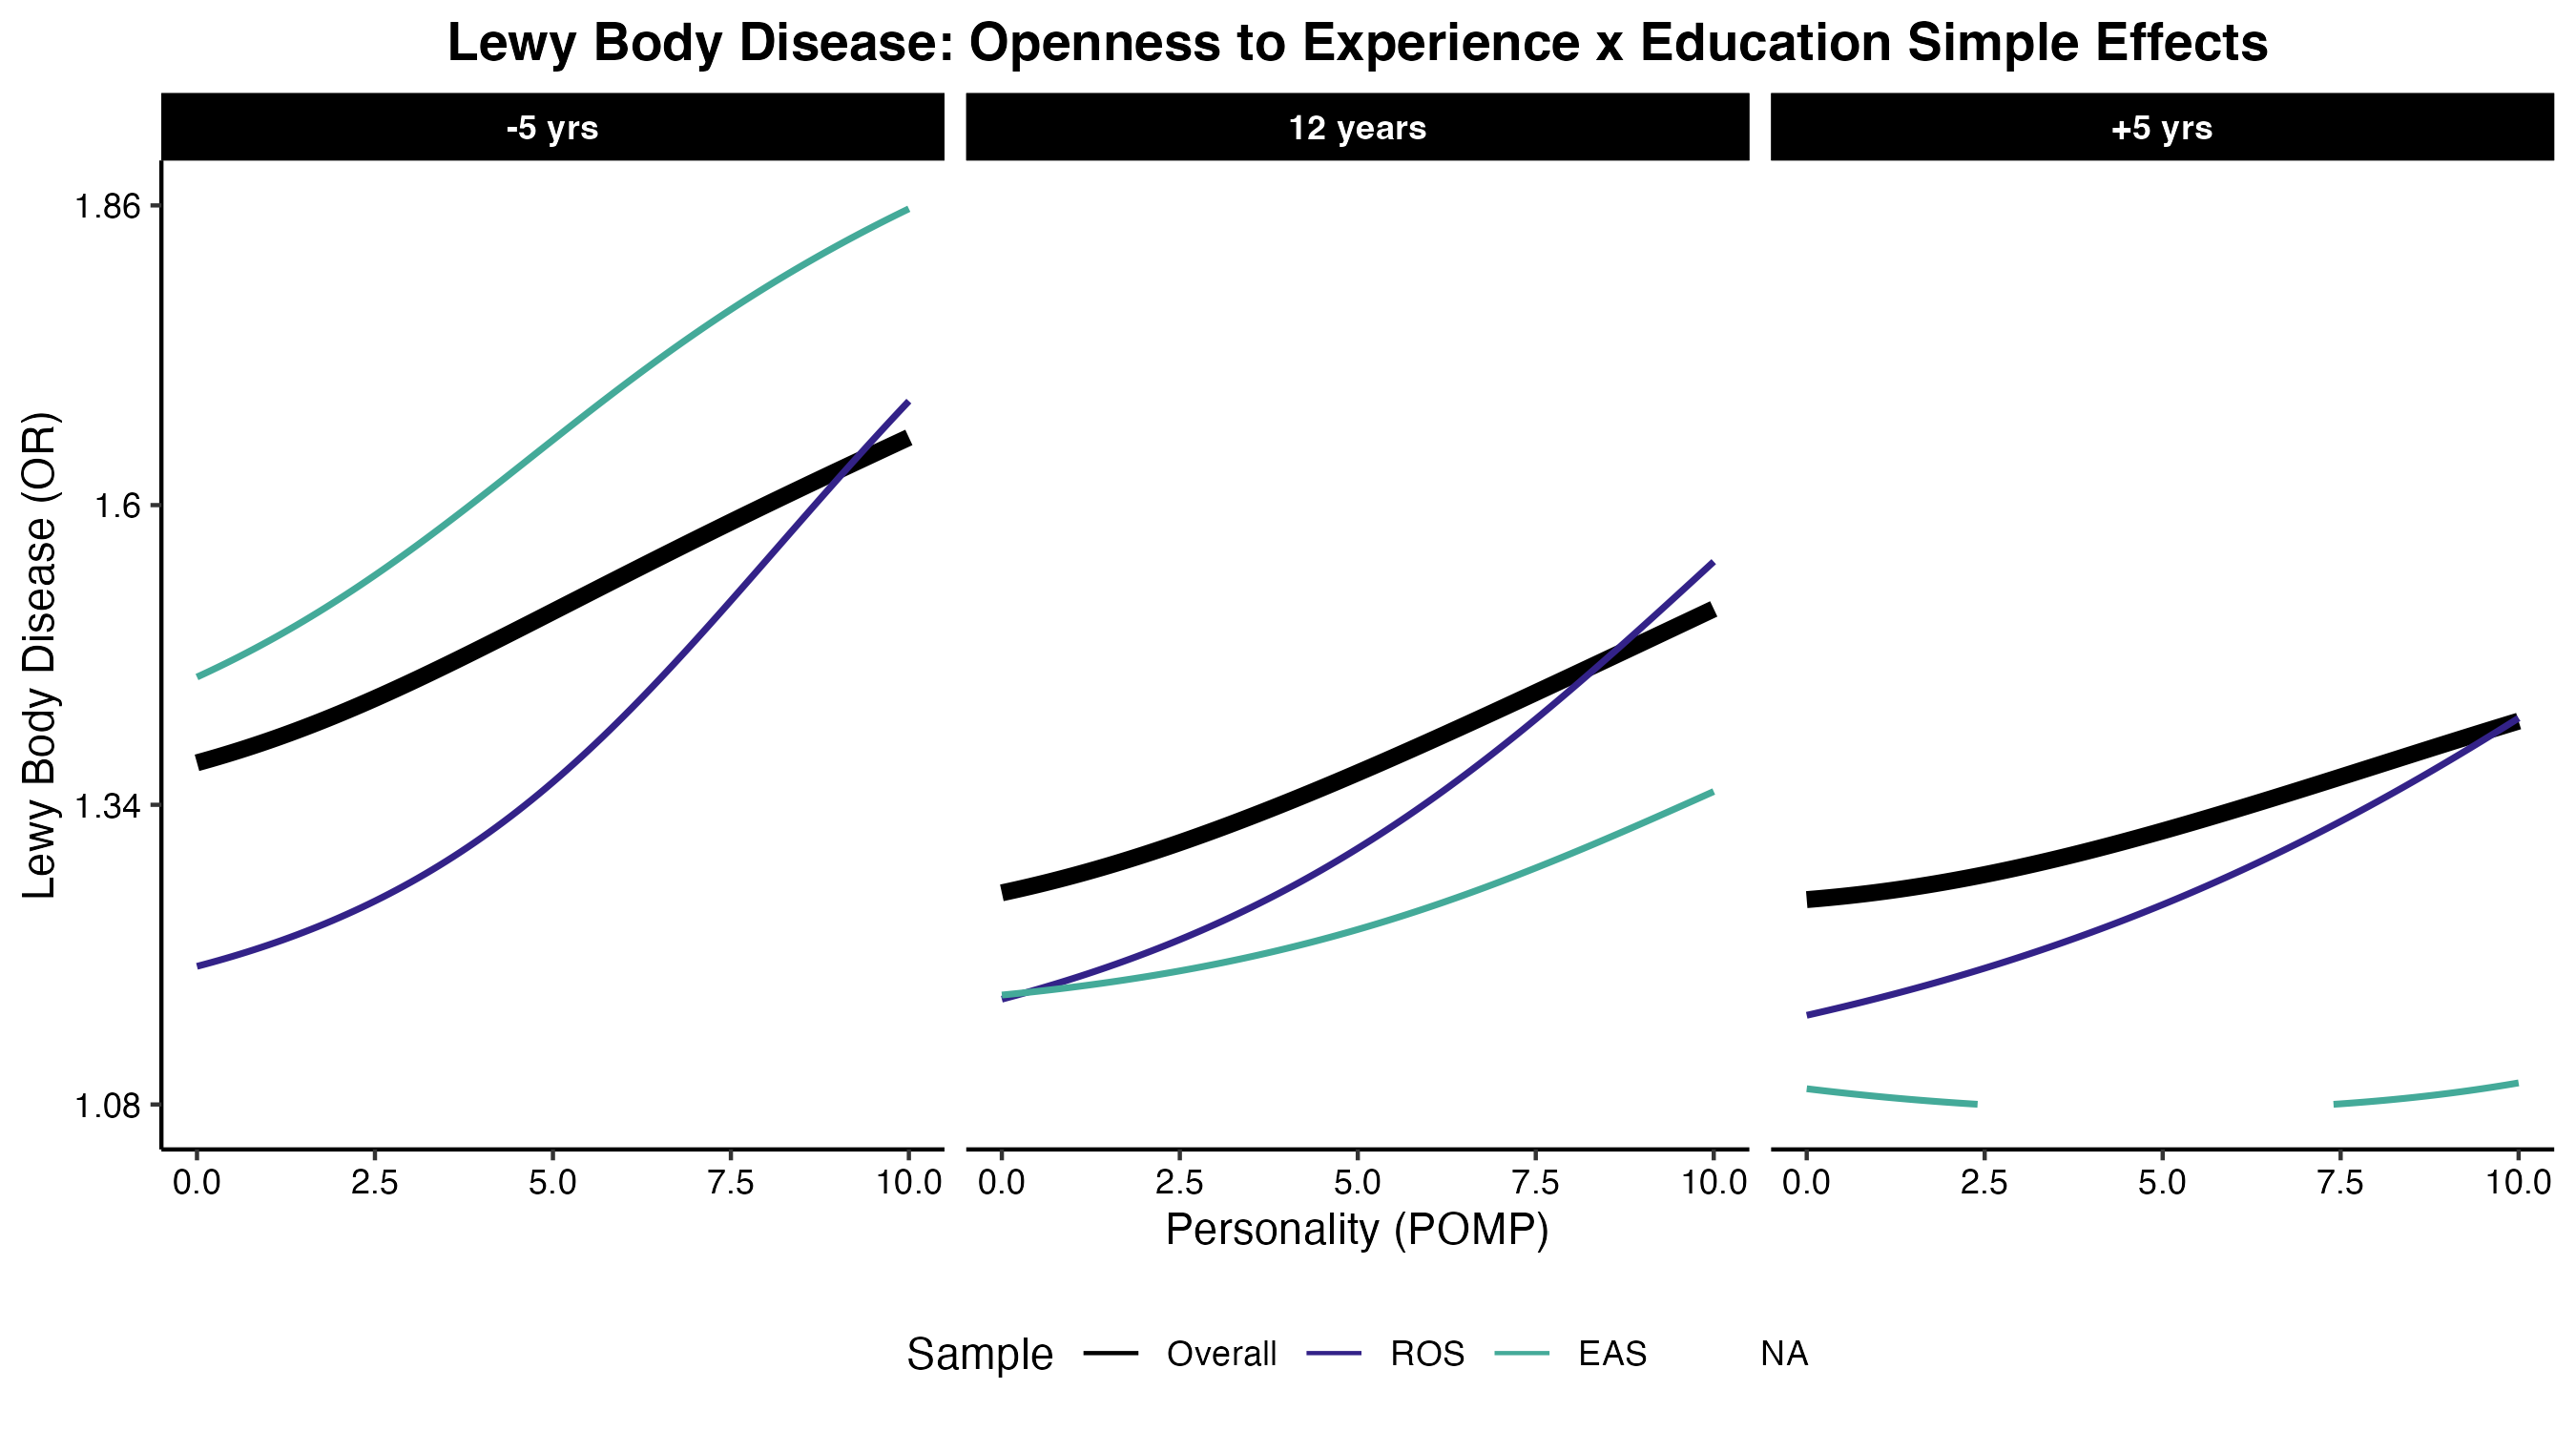 Lewy Body Disease: Openness to Experience x Education Simple Effects
-5 yrs
12 years
+5 yrs
Lewy Body Disease (OR)
1.86
1.6
1.34
1.08
0.0 2.5 5.0 7.5 10.0
0.0 2.5 5.0 7.5 10.0
0.0 2.5 5.0 7.5 10.0
Personality (POMP)
Sample Overall ROS EAS NA